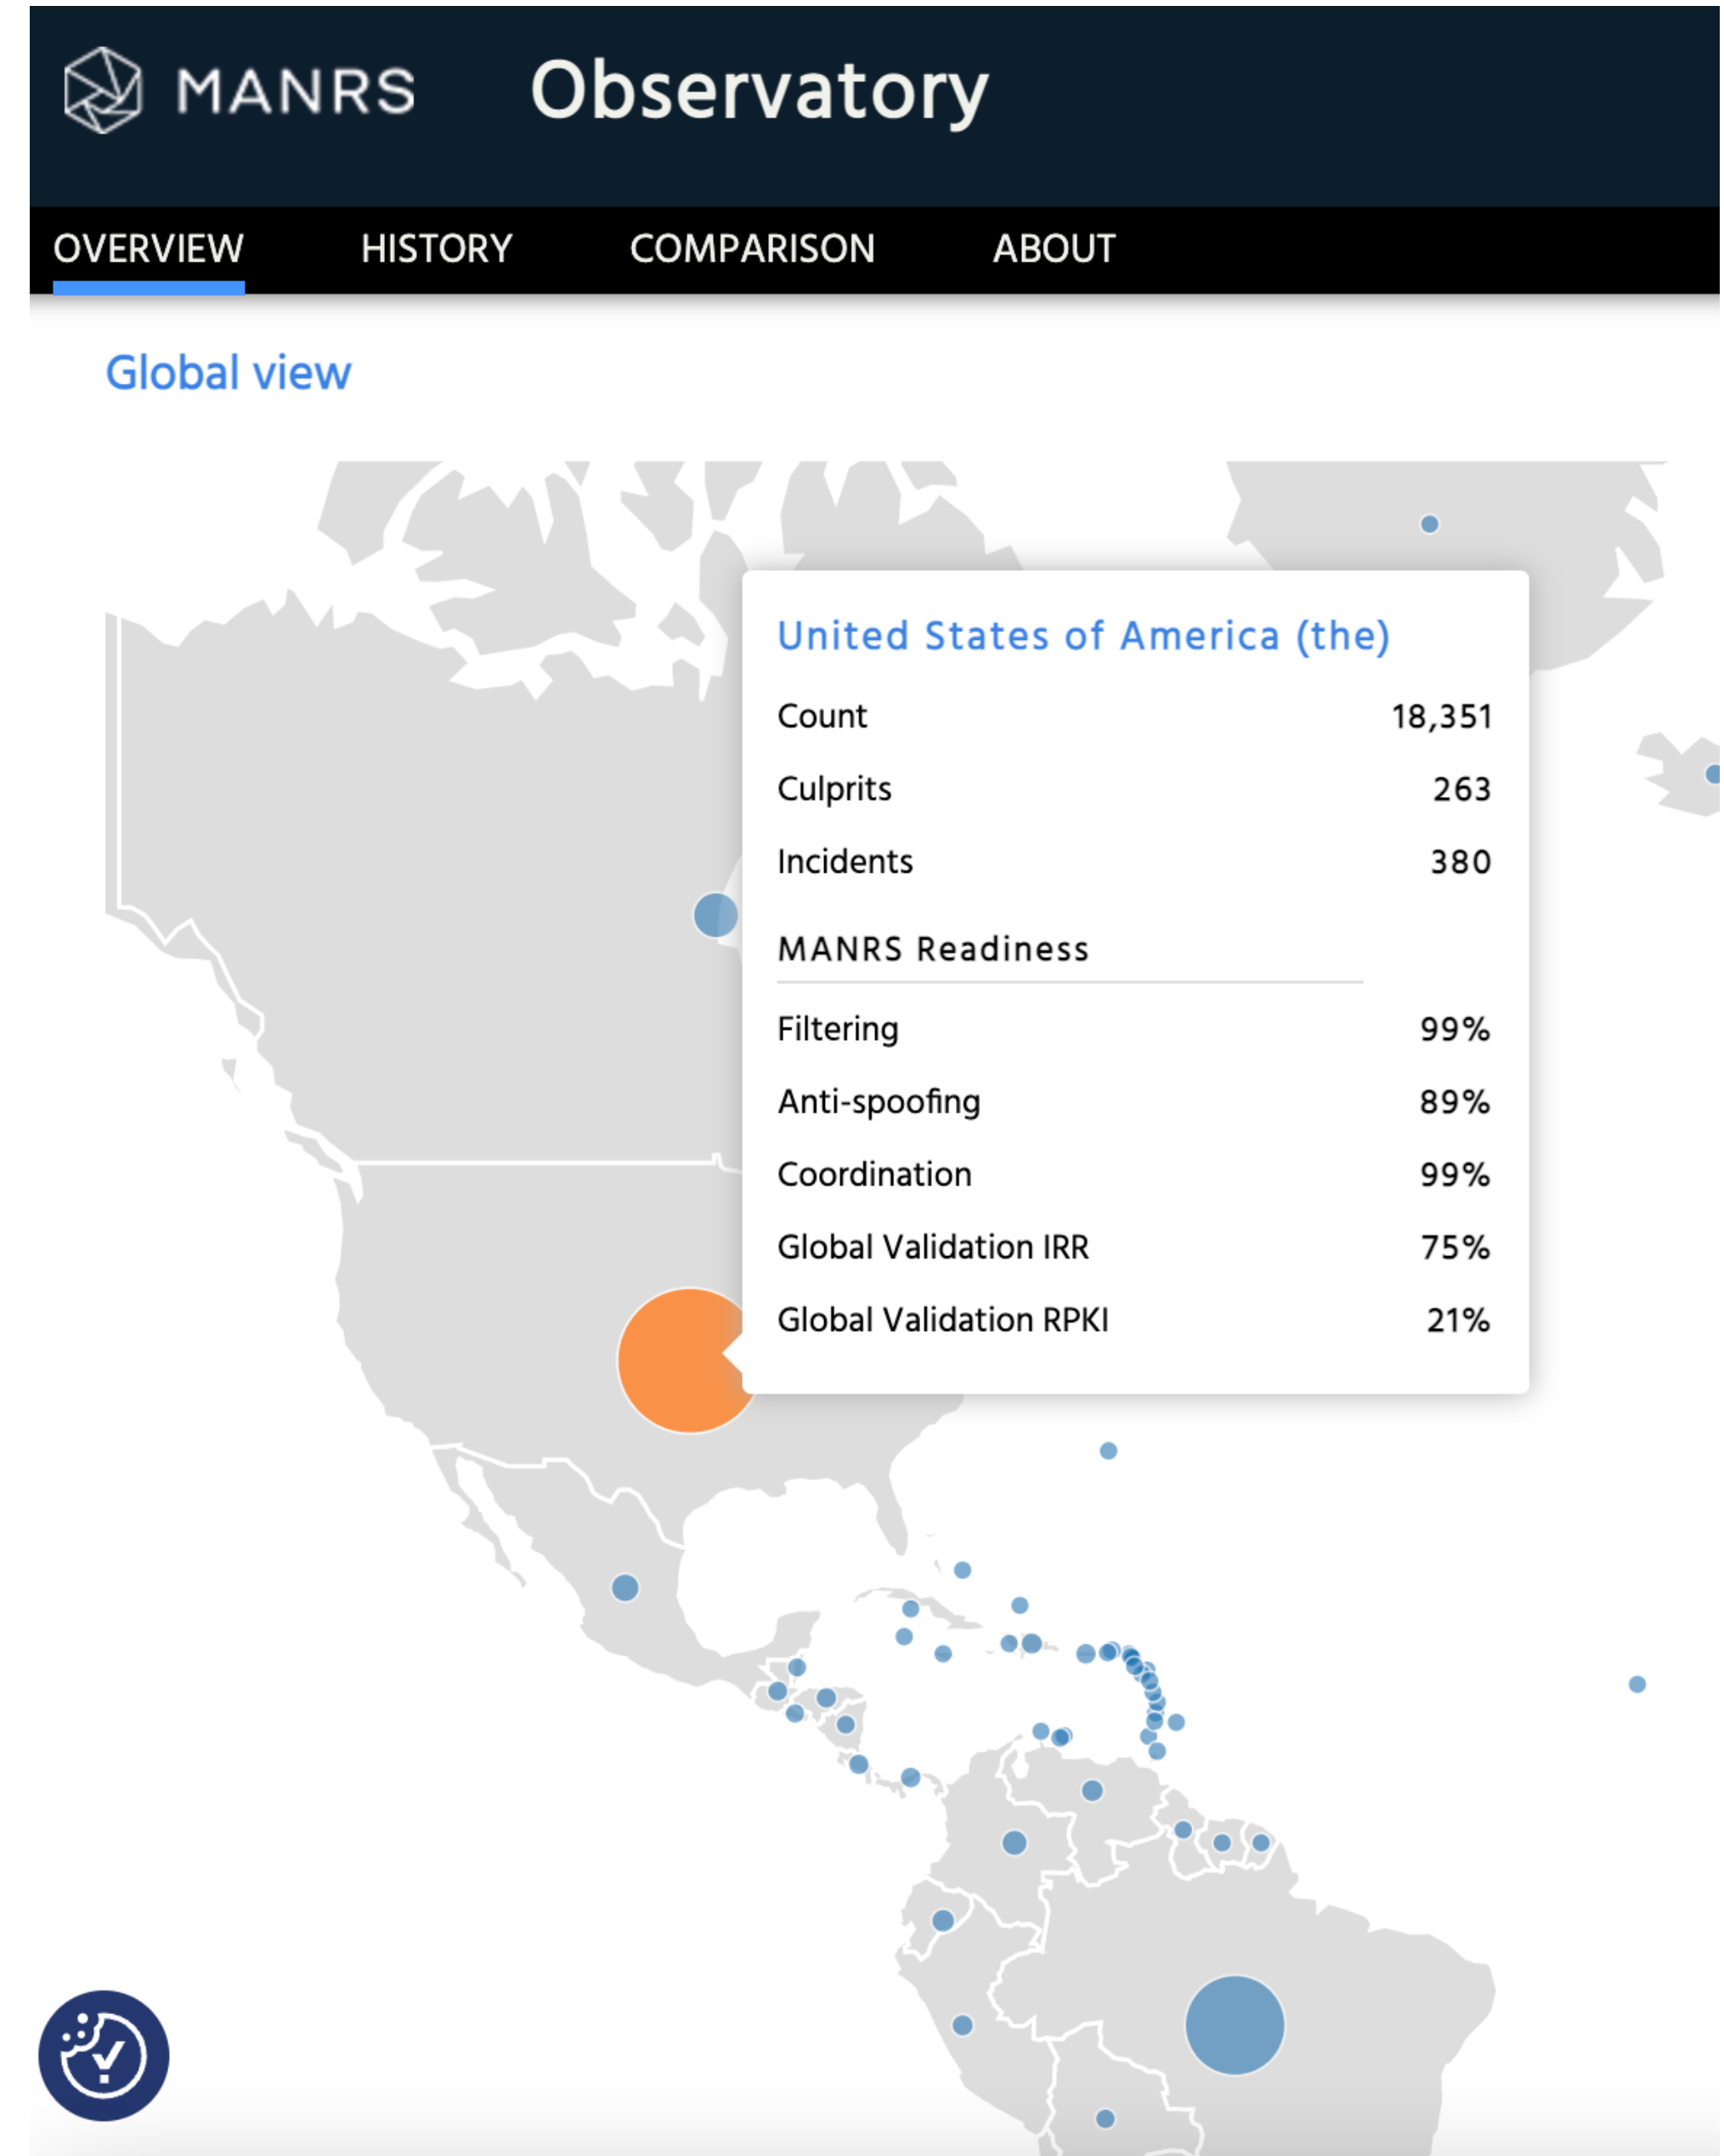 MANRS Observatory
OVERVIEW HISTORY COMPARISON ABOUT
Global view
United States of America (the)
Count 18,351
Culprits 263
Incidents 380
MANRS Readiness
Filtering 99%
Anti-spoofing 89%
Coordination 99%
Global Validation IRR 75%
Global Validation RPKI 21%